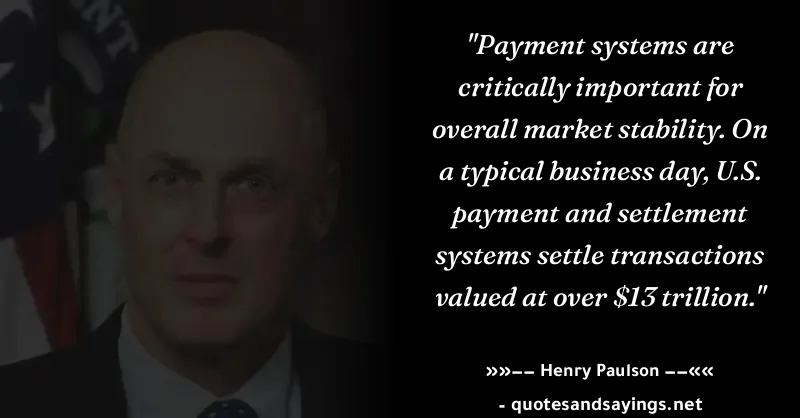 NT
"Payment systems are
critically important for
overall market stability. On
a typical business day, U.S.
payment and settlement
systems settle transactions
valued at over $13 trillion."
»»−− Henry Paulson −−««
- quotesandsayings.net